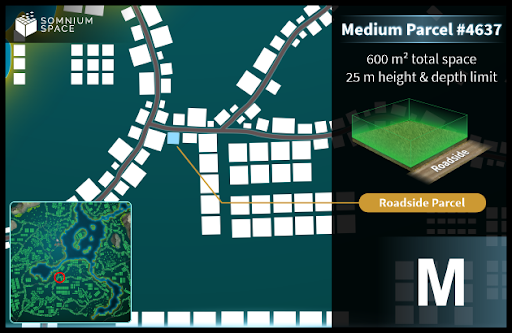 SOMNIUM
SPACE
Medium Parcel #4637
600 m² total space
25 m height & depth limit
Roadside
Roadside Parcel
M